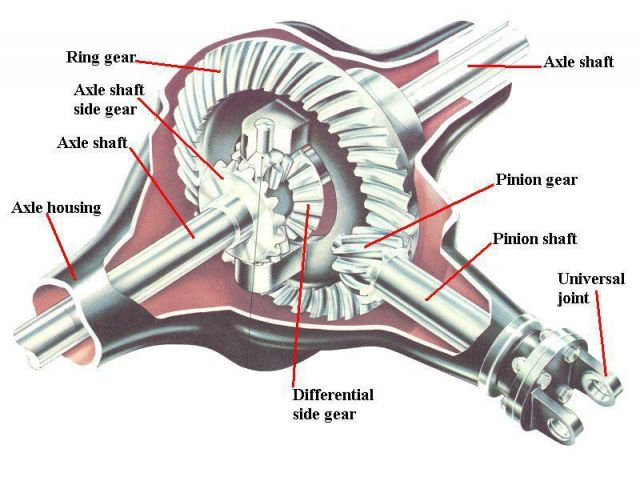 Ring gear
Axle shaft
Axle shaft
side gear
Axle shaft
Pinion gear
Axle housing
Pinion shaft
Universal
joint
Differential
side gear